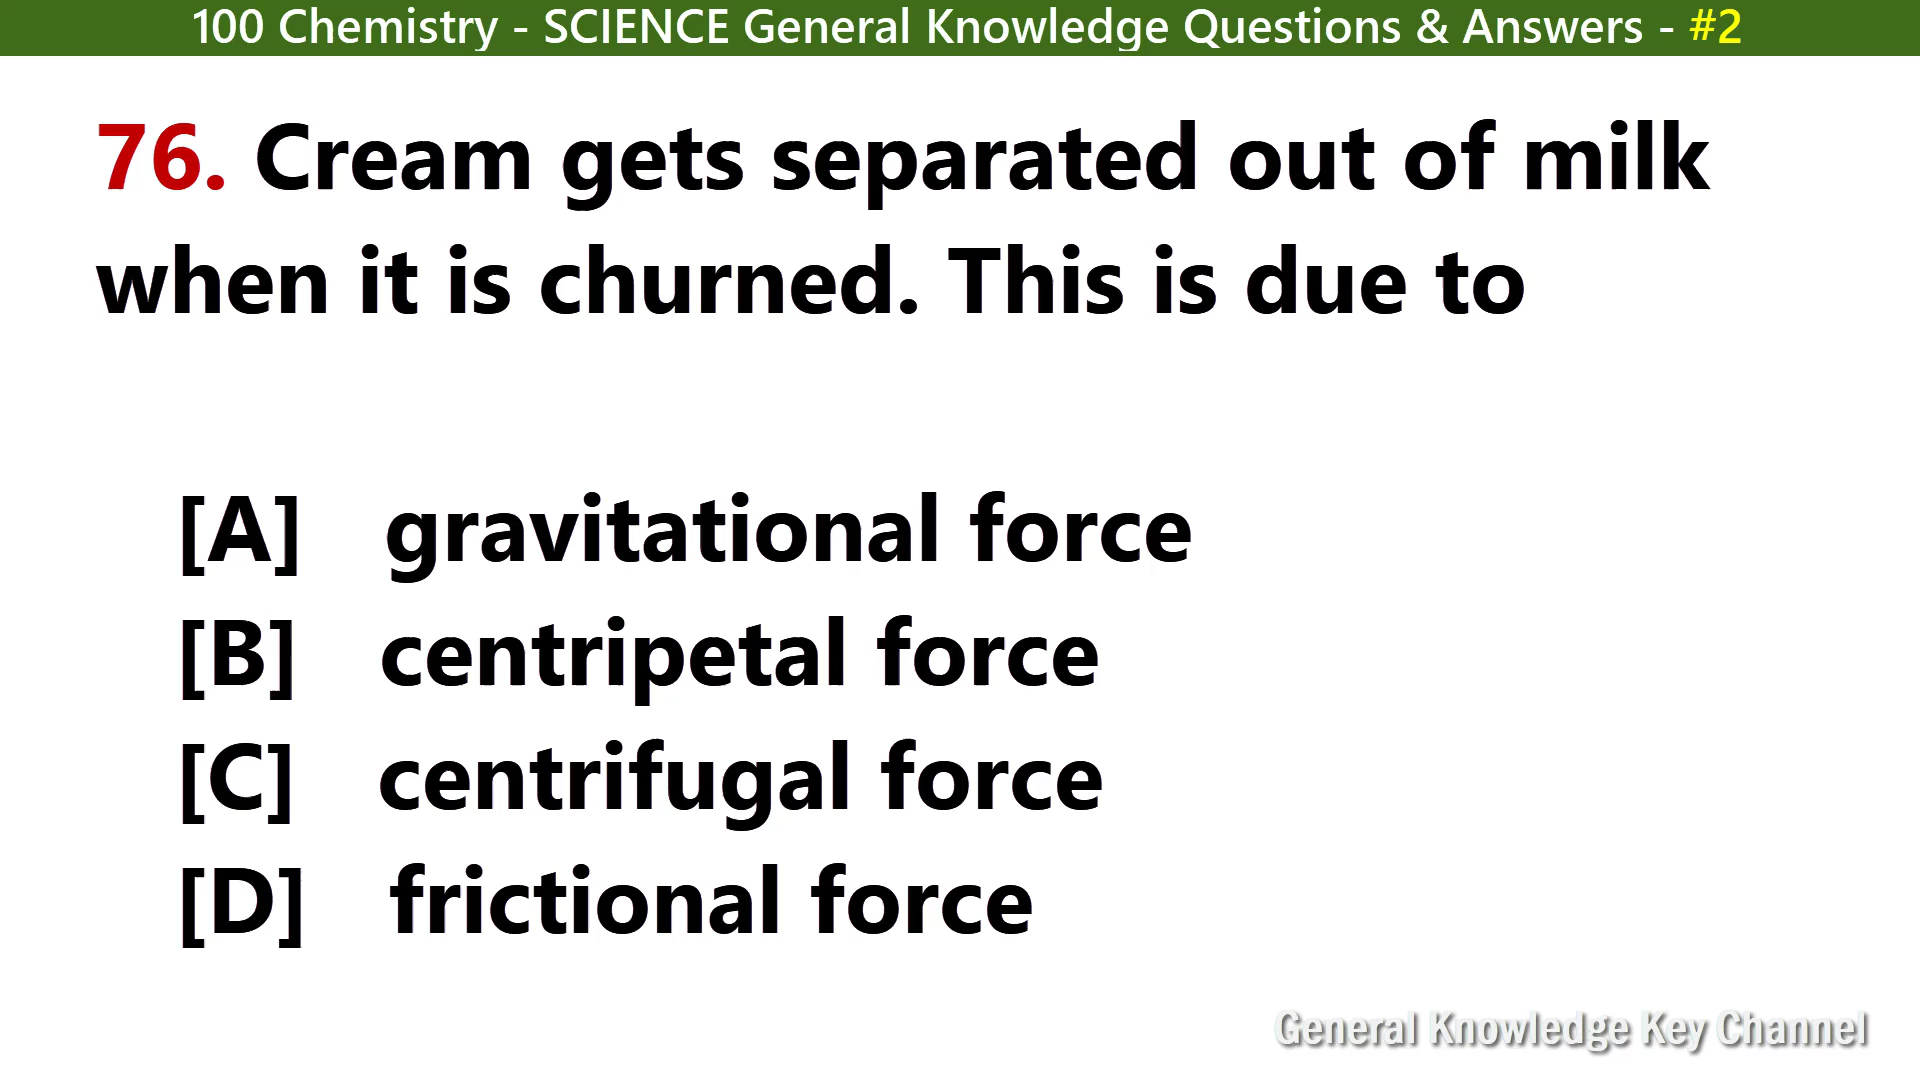 100 Chemistry - SCIENCE General Knowledge Questions & Answers - #2
76. Cream gets separated out of milk
when it is churned. This is due to
[A] gravitational force
[B] centripetal force
[C] centrifugal force
[D] frictional force
General Knowledge Key Channel